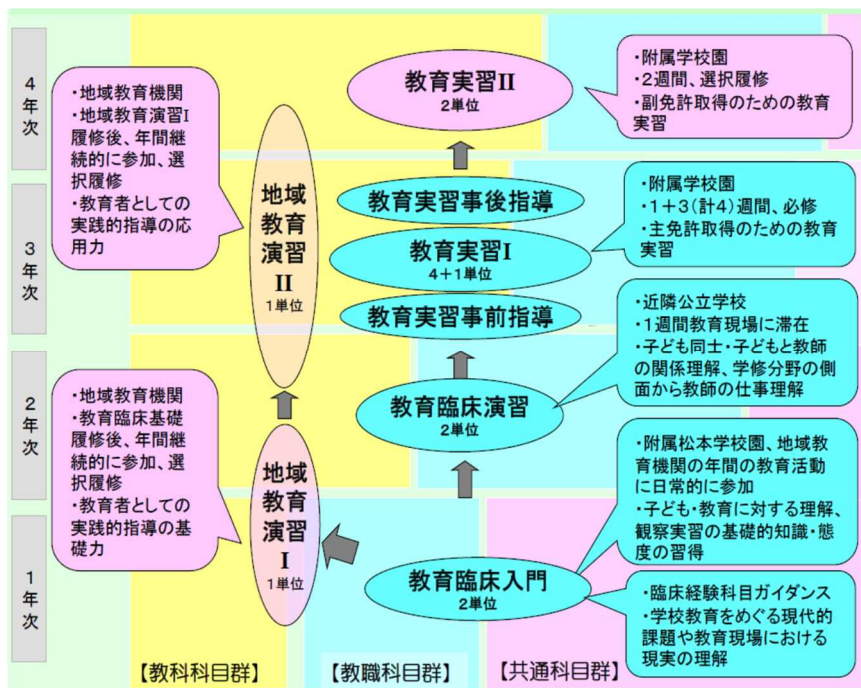 4年次
3年次
2年次
1年次
・地域教育機関
・地域教育演習I
履修後、年間継
続的に参加、選
択履修
・教育者としての
実践的指導の応
用力
地域
教育
演習
II
1単位
教育実習II
2単位
・附属学校園
・2週間、選択履修
・副免許取得のための教育
実習
教育実習事後指導
教育実習I
4+1単位
教育実習事前指導
・附属学校園
・1+3(計4)週間、必修
・主免許取得のための教育
実習
・近隣公立学校
・1週間教育現場に滞在
・子ども同士・子どもと教師
の関係理解、学修分野の側
面から教師の仕事理解
教育臨床演習
2単位
・地域教育機関
・教育臨床基礎
履修後、年間継
続的に参加、選
択履修
・教育者としての
実践的指導の基
礎力
地域
教育
演習
I
1単位
・附属松本学校園、地域教
育機関の年間の教育活動
に日常的に参加
・子ども・教育に対する理解、
観察実習の基礎的知識・態
度の習得
教育臨床入門
2単位
・臨床経験科目ガイダンス
・学校教育をめぐる現代的
課題や教育現場における
現実の理解
【教科科目群】
【教職科目群】
【共通科目群】